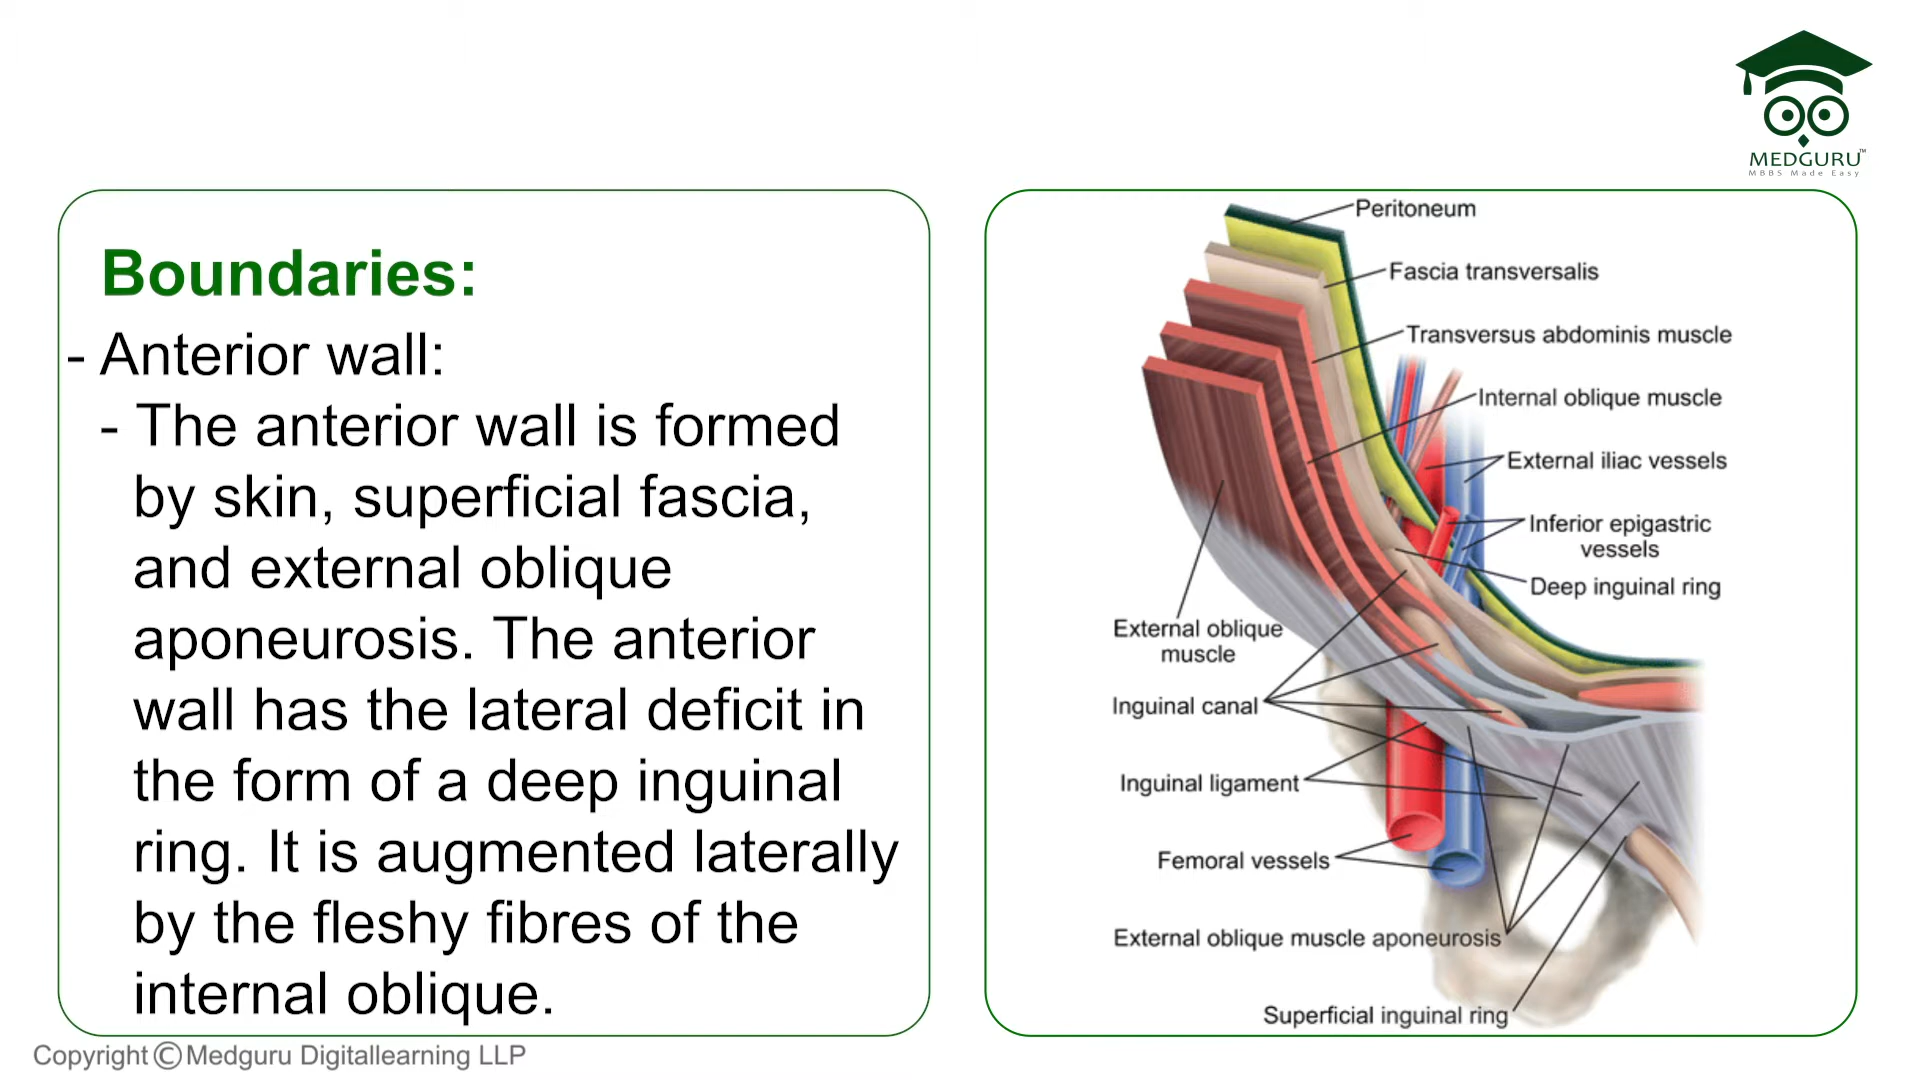 MEDGURU™
MBBS Made Easy
Boundaries:
- Anterior wall:
- The anterior wall is formed
by skin, superficial fascia,
and external oblique
aponeurosis. The anterior
wall has the lateral deficit in
the form of a deep inguinal
ring. It is augmented laterally
by the fleshy fibres of the
internal oblique.
Peritoneum
Fascia transversalis
Transversus abdominis muscle
Internal oblique muscle
External iliac vessels
Inferior epigastric
vessels
Deep inguinal ring
External oblique
muscle
Inguinal canal
Inguinal ligament
Femoral vessels
External oblique muscle aponeurosis
Superficial inguinal ring
Copyright © Medguru Digitallearning LLP